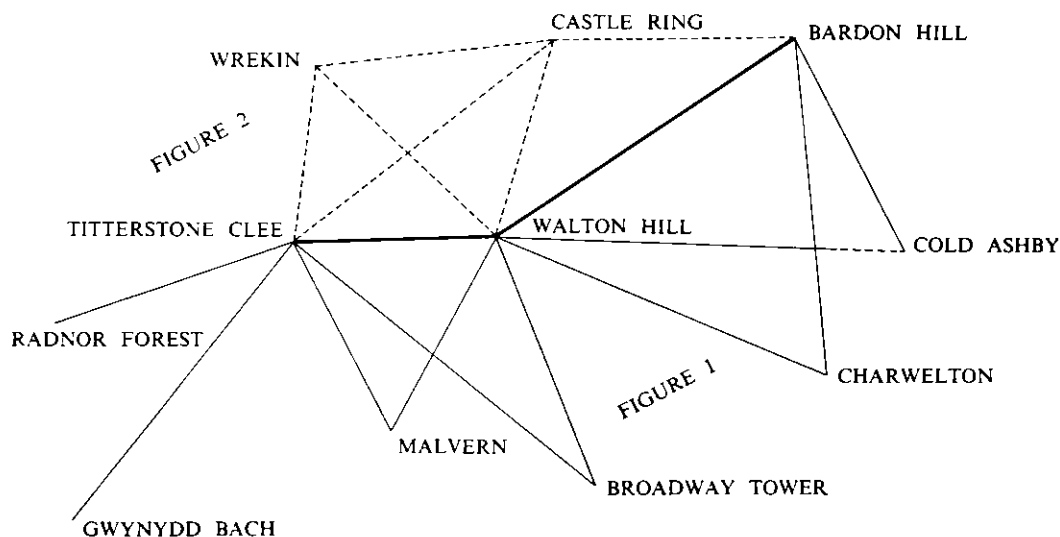 CASTLE RING
BARDON HILL
WREKIN
FIGURE 2
TITTERSTONE CLEE
WALTON HILL
COLD ASHBY
RADNOR FOREST
FIGURE 1
CHARWELTON
MALVERN
BROADWAY TOWER
GWYNYDD BACH